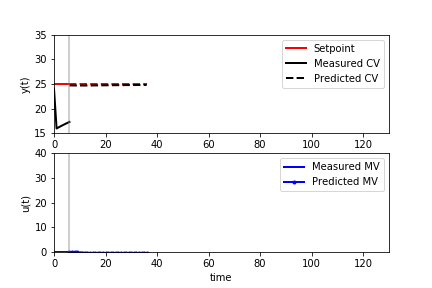 35
30
25
20
15
y(t)
Setpoint
Measured CV
Predicted CV
0 20 40 60 80 100 120
40
30
20
10
0
u(t)
Measured MV
Predicted MV
0 20 40 60 80 100 120
time